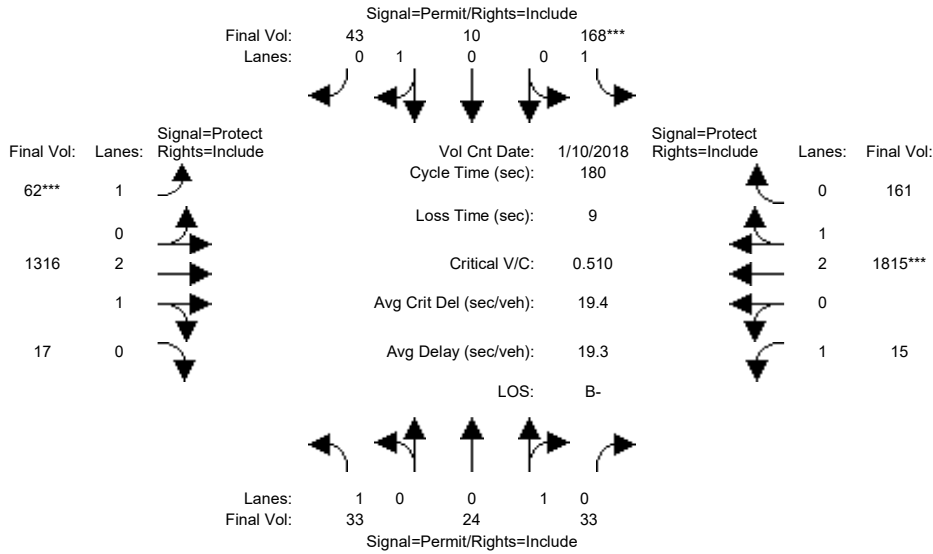 Signal=Permit/Rights=Include
Final Vol: 43 10 168***
Lanes: 0 1 0 0 1
Signal=Protect
Final Vol: Lanes: Rights=Include
Vol Cnt Date: 1/10/2018
Signal=Protect
Rights=Include Lanes: Final Vol:
Cycle Time (sec): 180
62*** 1
0 161
Loss Time (sec): 9
0
1
1316 2
Critical V/C: 0.510
2 1815***
1
Avg Crit Del (sec/veh): 19.4
0
17 0
Avg Delay (sec/veh): 19.3
1 15
LOS: B-
Lanes: 1 0 0 1 0
Final Vol: 33 24 33
Signal=Permit/Rights=Include